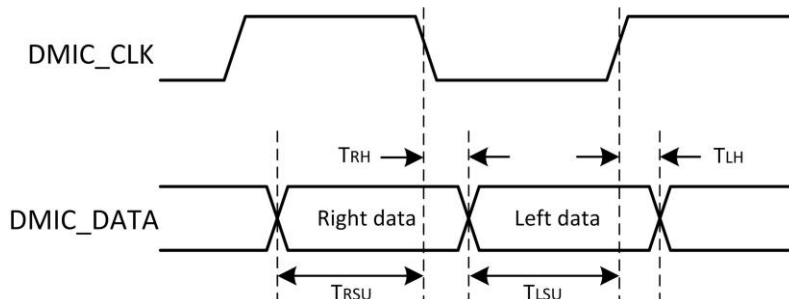 DMIC_CLK
TRH TLH
DMIC_DATA Right data Left data
TRSU TLSU